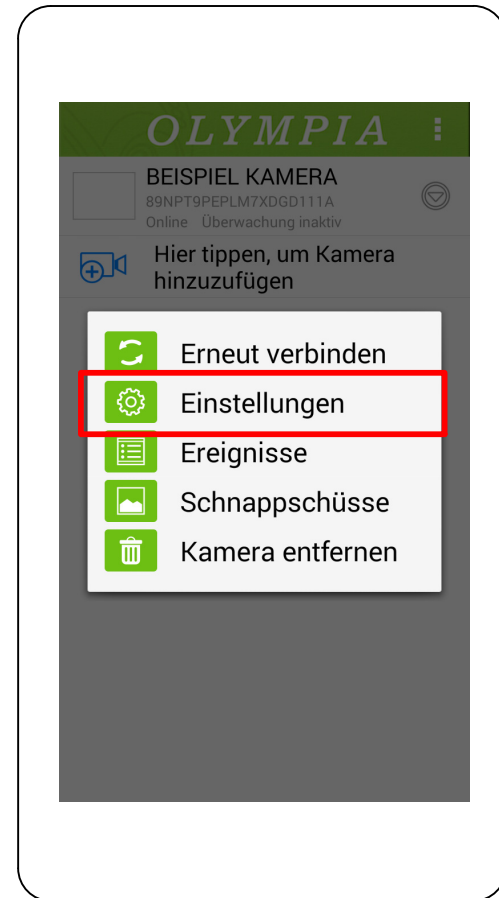 OLYMPIA
BEISPIEL KAMERA
89NPT9PEPLM7XDGD111A
Online Überwachung inaktiv
Hier tippen, um Kamera
hinzuzufügen
Erneut verbinden
Einstellungen
Ereignisse
Schnappschüsse
Kamera entfernen